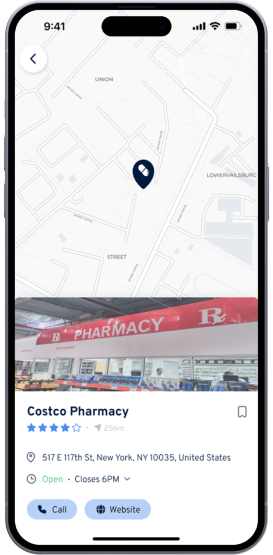 9:41
UNION
LOWERVAILSBURG
STREET
PHARMACY
Costco Pharmacy
256m
517 E 117th St, New York, NY 10035, United States
Open - Closes 6PM
Call
Website